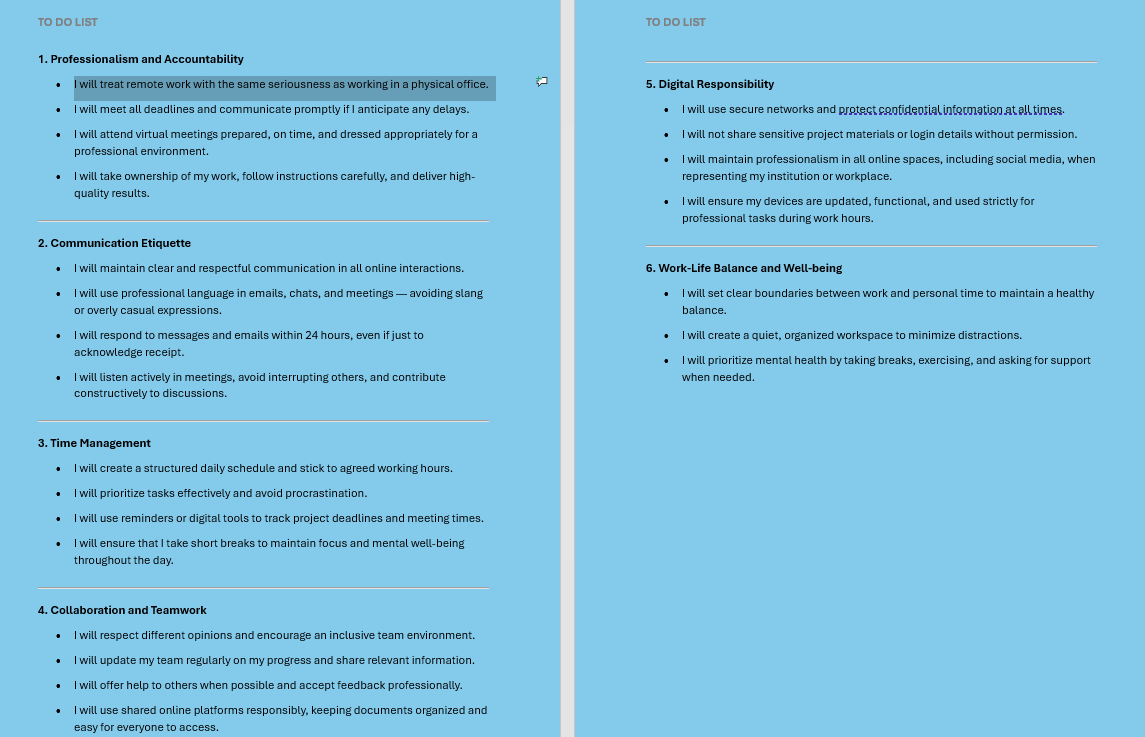 TO DO LIST
1. Professionalism and Accountability
• I will treat remote work with the same seriousness as working in a physical office.
• I will meet all deadlines and communicate promptly if I anticipate any delays.
• I will attend virtual meetings prepared, on time, and dressed appropriately for a
professional environment.
• I will take ownership of my work, follow instructions carefully, and deliver high-
quality results.
2. Communication Etiquette
• I will maintain clear and respectful communication in all online interactions.
• I will use professional language in emails, chats, and meetings — avoiding slang
or overly casual expressions.
• I will respond to messages and emails within 24 hours, even if just to
acknowledge receipt.
• I will listen actively in meetings, avoid interrupting others, and contribute
constructively to discussions.
3. Time Management
• I will create a structured daily schedule and stick to agreed working hours.
• I will prioritize tasks effectively and avoid procrastination.
• I will use reminders or digital tools to track project deadlines and meeting times.
• I will ensure that I take short breaks to maintain focus and mental well-being
throughout the day.
4. Collaboration and Teamwork
• I will respect different opinions and encourage an inclusive team environment.
• I will update my team regularly on my progress and share relevant information.
• I will offer help to others when possible and accept feedback professionally.
• I will use shared online platforms responsibly, keeping documents organized and
easy for everyone to access.
TO DO LIST
5. Digital Responsibility
• I will use secure networks and protect confidential information at all times.
• I will not share sensitive project materials or login details without permission.
• I will maintain professionalism in all online spaces, including social media, when
representing my institution or workplace.
• I will ensure my devices are updated, functional, and used strictly for
professional tasks during work hours.
6. Work-Life Balance and Well-being
• I will set clear boundaries between work and personal time to maintain a healthy
balance.
• I will create a quiet, organized workspace to minimize distractions.
• I will prioritize mental health by taking breaks, exercising, and asking for support
when needed.